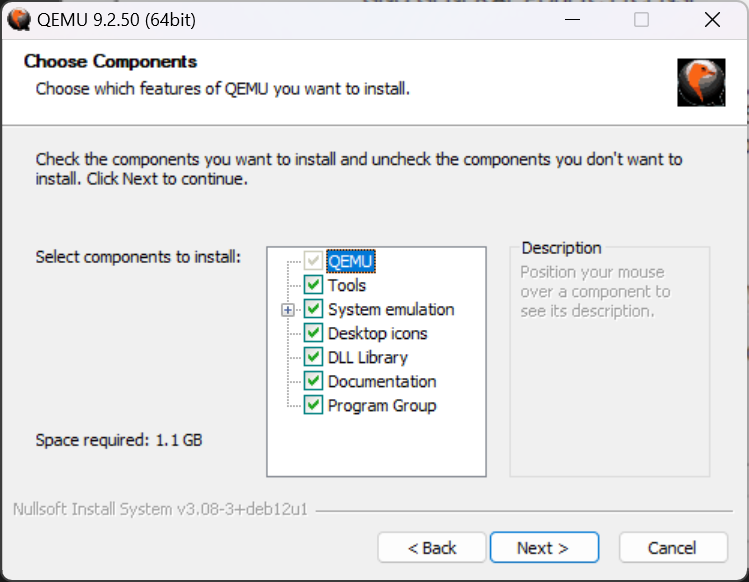 QEMU 9.2.50 (64bit)
Choose Components
Choose which features of QEMU you want to install.
Check the components you want to install and uncheck the components you don't want to
install. Click Next to continue.
Select components to install:
QEMU
Tools
System emulation
Desktop icons
DLL Library
Documentation
Program Group
Description
Position your mouse
over a component to
see its description.
Space required: 1.1 GB
Nullsoft Install System v3.08-3+deb12u1
< Back
Next >
Cancel